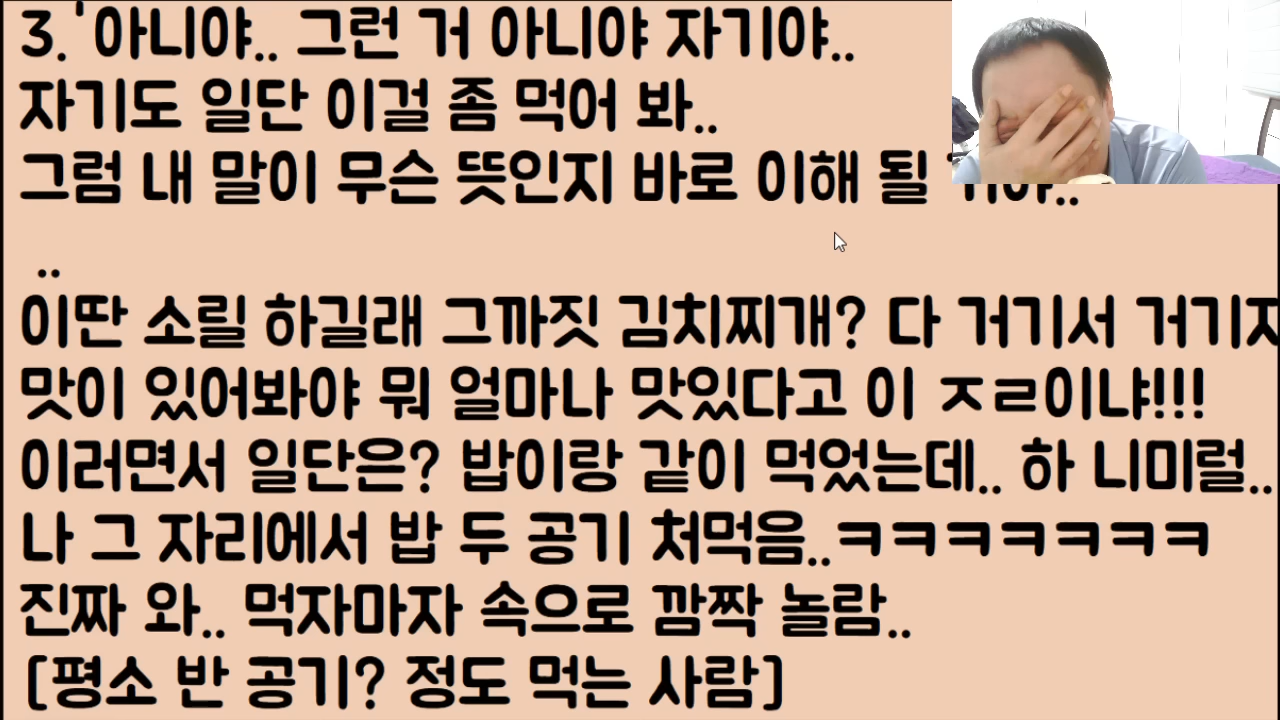 3. '아니야.. 그런 거 아니야 자기야..
자기도 일단 이걸 좀 먹어 봐..
그럼 내 말이 무슨 뜻인지 바로 이해 될
..
이딴 소릴 하길래 그까짓 김치찌개? 다 거기서 거기지
맛이 있어봐야 뭐 얼마나 맛있다고 이 ㅈㄹ이냐!!!
이러면서 일단은? 밥이랑 같이 먹었는데.. 하 니미럴..
나 그 자리에서 밥 두 공기 처먹음..ㅋㅋㅋㅋㅋㅋㅋ
진짜 와.. 먹자마자 속으로 깜짝 놀람..
[평소 반 공기? 정도 먹는 사람]